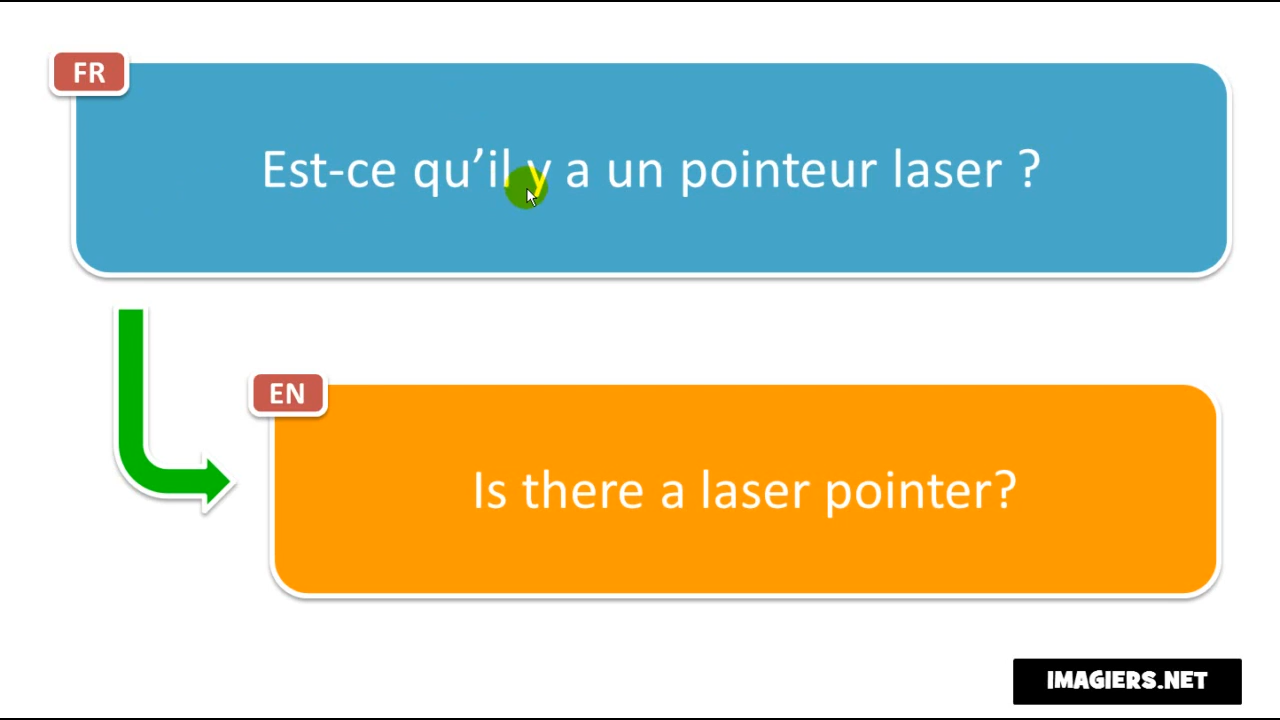 FR
Est-ce qu’il y a un pointeur laser ?
EN
Is there a laser pointer?
IMAGIERS.NET